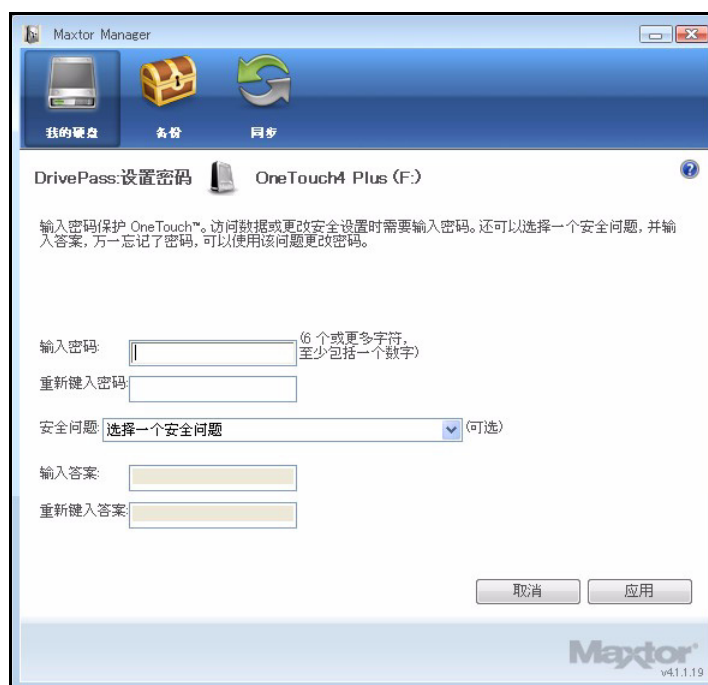 Maxtor Manager
我的硬盘 备份 同步
DrivePass:设置密码 OneTouch4 Plus (F:)
输入密码保护 OneTouch™。访问数据或更改安全设置时需要输入密码。还可以选择一个安全问题, 并输
入答案, 万一忘记了密码, 可以使用该问题更改密码。
输入密码: (6 个或更多字符,
至少包括一个数字)
重新键入密码:
安全问题: 选择一个安全问题 (可选)
输入答案:
重新键入答案:
取消 应用
Maxtor
v4.1.1.19